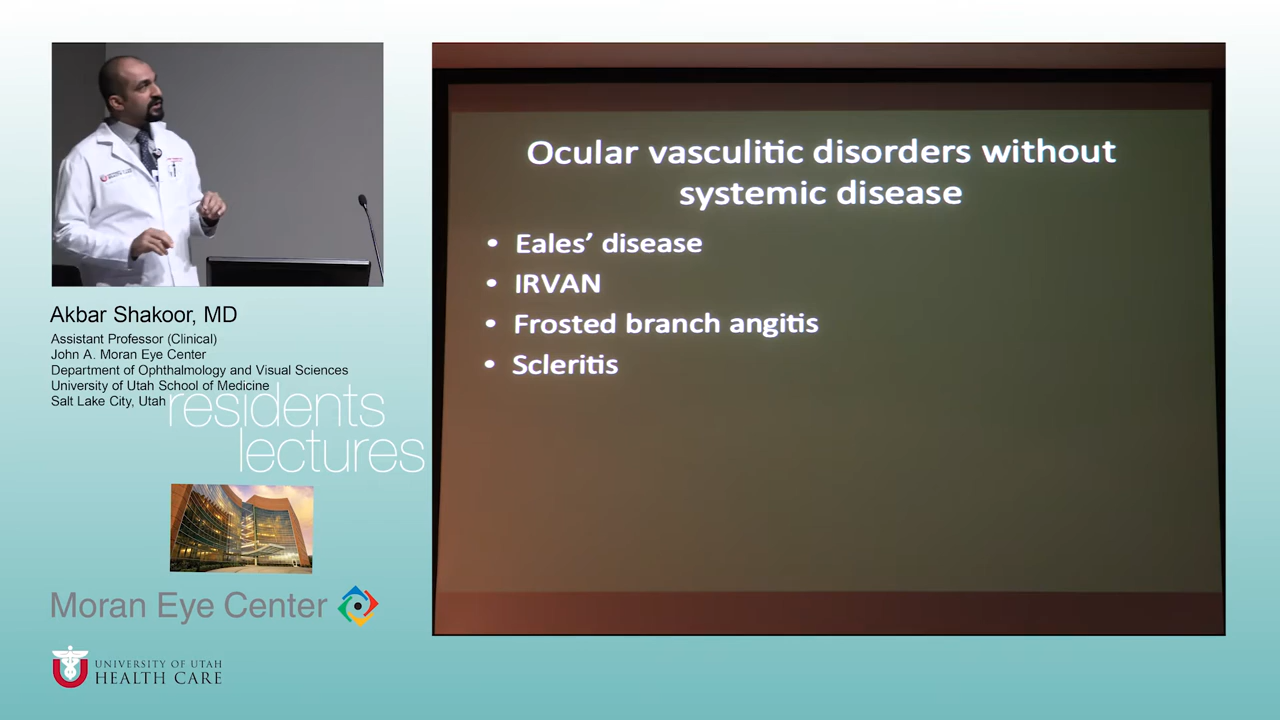 Ocular vasculitic disorders without
systemic disease
• Eales’ disease
• IRVAN
• Frosted branch angitis
• Scleritis
Akbar Shakoor, MD
Assistant Professor (Clinical)
John A. Moran Eye Center
Department of Ophthalmology and Visual Sciences
University of Utah School of Medicine
Salt Lake City, Utah
residents
lectures
Moran Eye Center
UNIVERSITY OF UTAH
HEALTH CARE